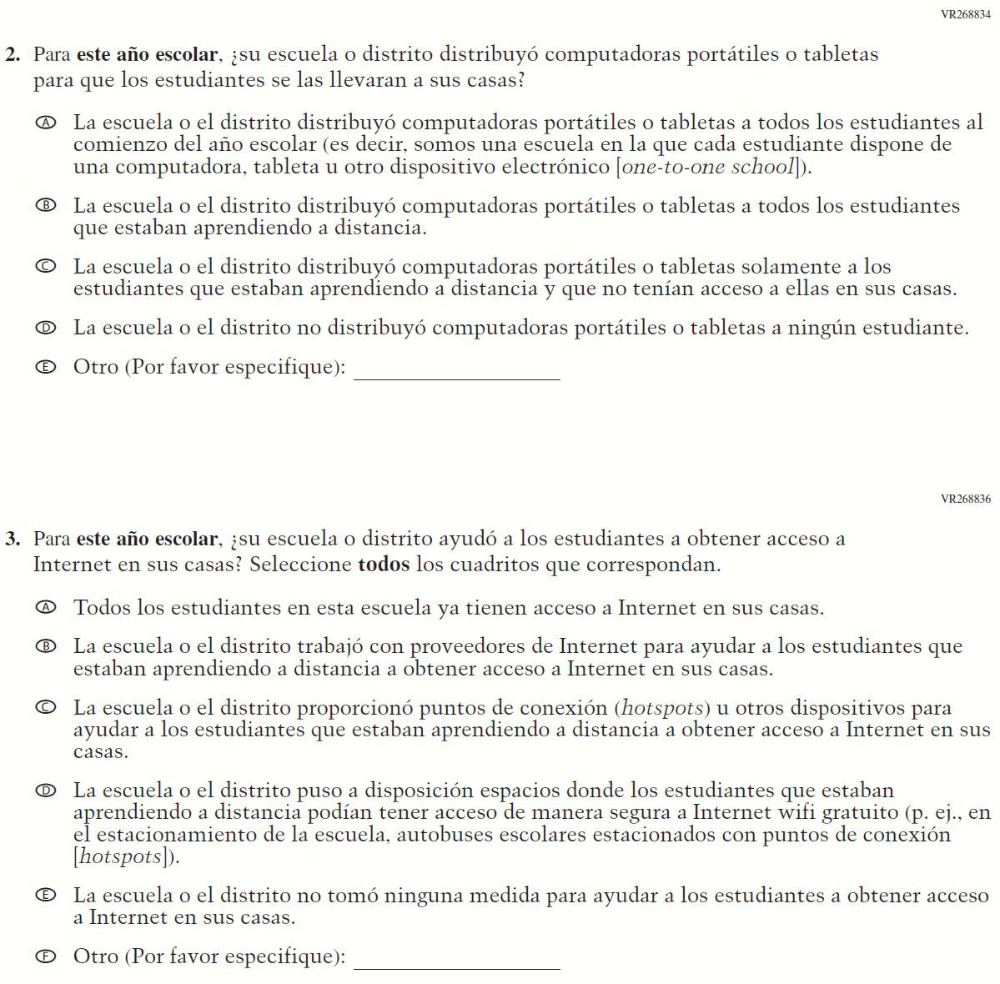 VR268834
2. Para este año escolar, ¿su escuela o distrito distribuyó computadoras portátiles o tabletas
para que los estudiantes se las llevaran a sus casas?
A La escuela o el distrito distribuyó computadoras portátiles o tabletas a todos los estudiantes al
comienzo del año escolar (es decir, somos una escuela en la que cada estudiante dispone de
una computadora, tableta u otro dispositivo electrónico [one-to-one school]).
B La escuela o el distrito distribuyó computadoras portátiles o tabletas a todos los estudiantes
que estaban aprendiendo a distancia.
C La escuela o el distrito distribuyó computadoras portátiles o tabletas solamente a los
estudiantes que estaban aprendiendo a distancia y que no tenían acceso a ellas en sus casas.
D La escuela o el distrito no distribuyó computadoras portátiles o tabletas a ningún estudiante.
E Otro (Por favor especifique):
VR268836
3. Para este año escolar, ¿su escuela o distrito ayudó a los estudiantes a obtener acceso a
Internet en sus casas? Seleccione todos los cuadritos que correspondan.
A Todos los estudiantes en esta escuela ya tienen acceso a Internet en sus casas.
B La escuela o el distrito trabajó con proveedores de Internet para ayudar a los estudiantes que
estaban aprendiendo a distancia a obtener acceso a Internet en sus casas.
C La escuela o el distrito proporcionó puntos de conexión (hotspots) u otros dispositivos para
ayudar a los estudiantes que estaban aprendiendo a distancia a obtener acceso a Internet en sus
casas.
D La escuela o el distrito puso a disposición espacios donde los estudiantes que estaban
aprendiendo a distancia podían tener acceso de manera segura a Internet wifi gratuito (p. ej., en
el estacionamiento de la escuela, autobuses escolares estacionados con puntos de conexión
[hotspots]).
E La escuela o el distrito no tomó ninguna medida para ayudar a los estudiantes a obtener acceso
a Internet en sus casas.
F Otro (Por favor especifique):